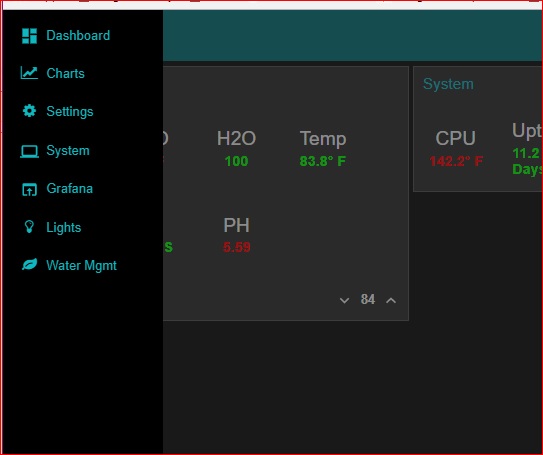 Dashboard
Charts
Settings
System
Grafana
Lights
Water Mgmt
H2O
Temp
100
83.8° F
PH
S
5.59
84
System
CPU
Upt
142.2° F
11.2
Days